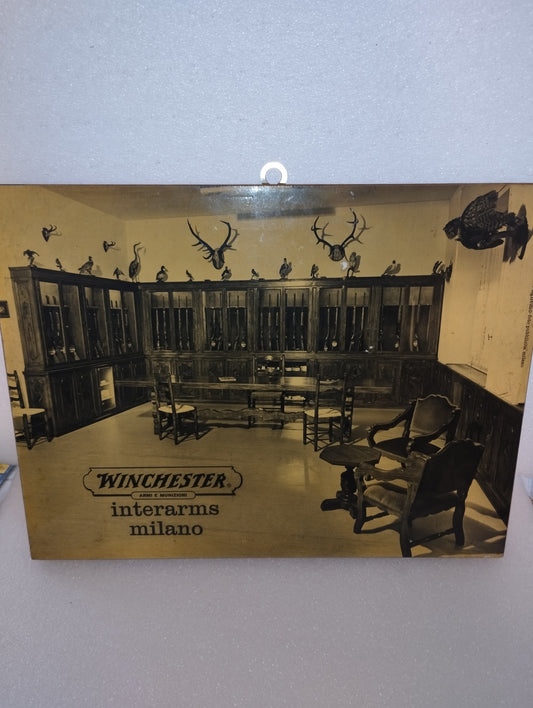 WINCHESTER®
ARMI E MUNIZIONI
interarms
milano